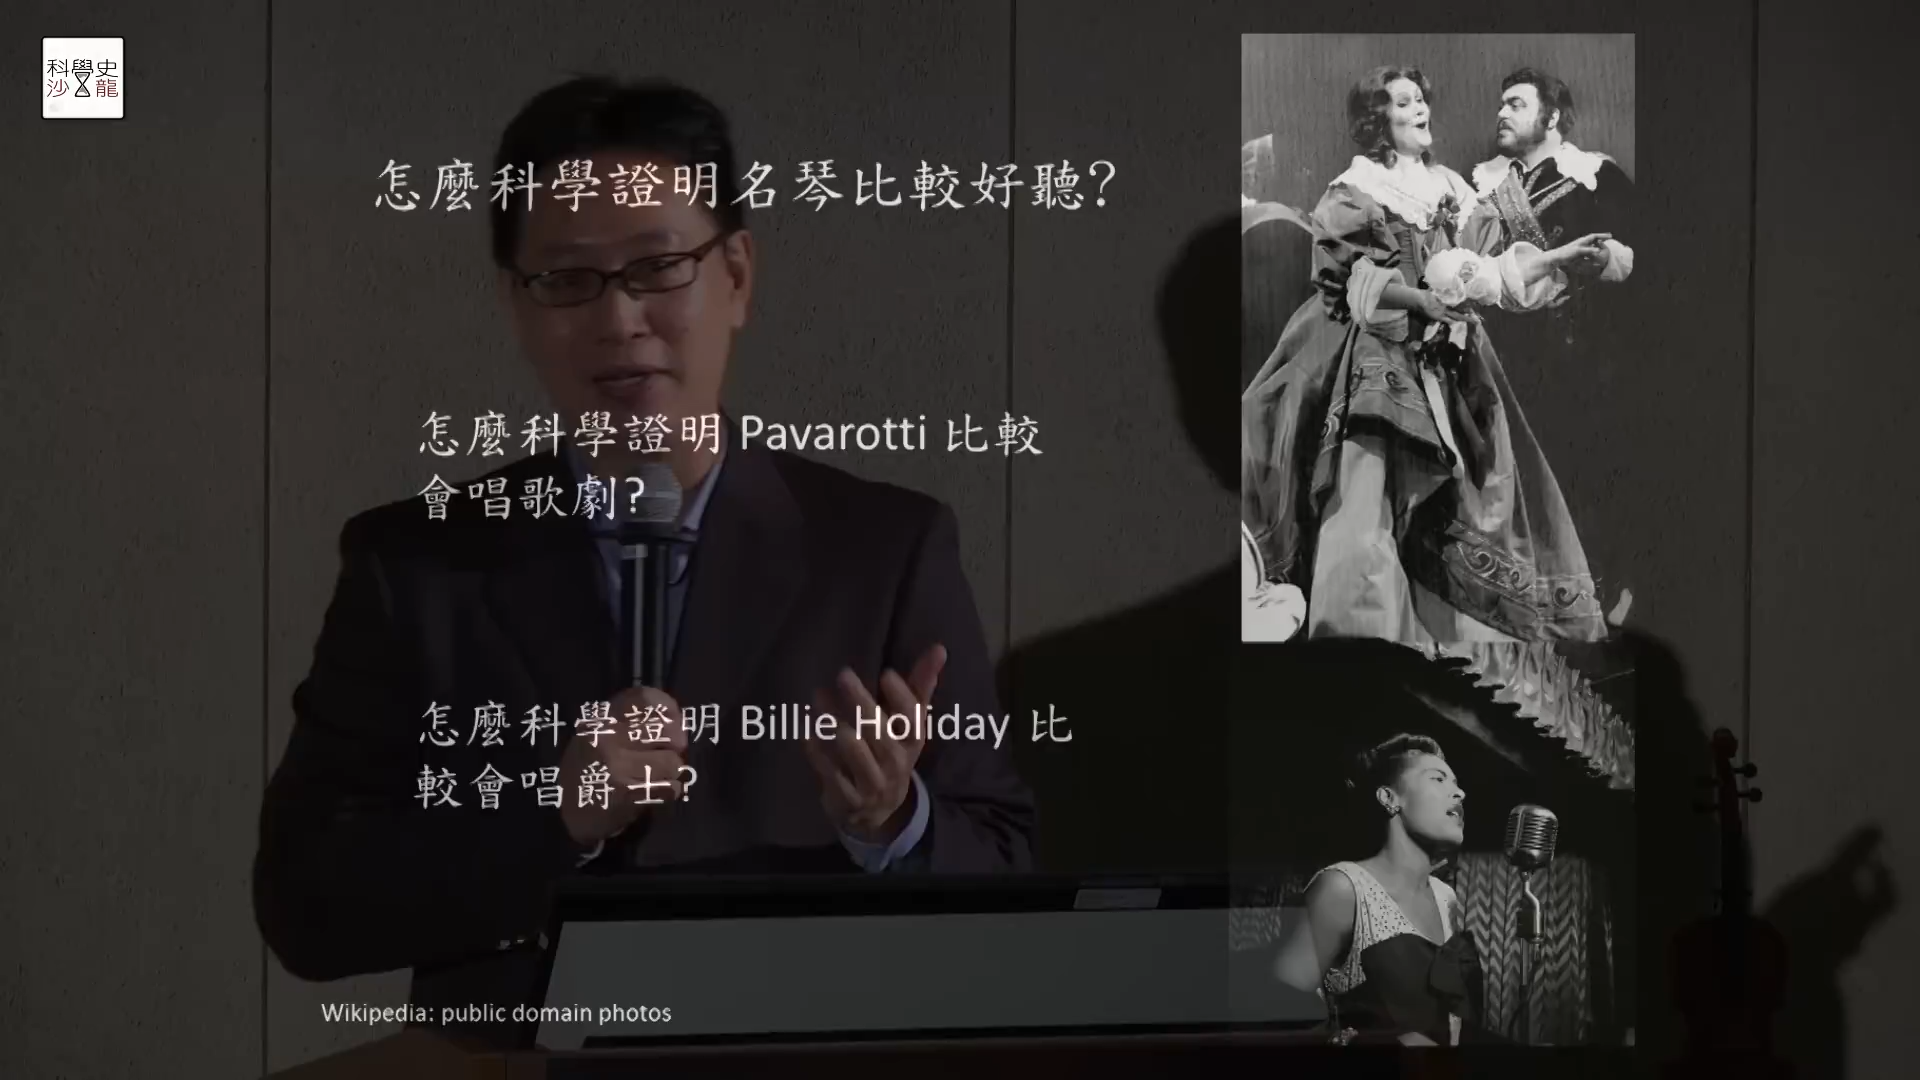 科學史
沙龍
怎麼科學證明名琴比較好聽?
怎麼科學證明 Pavarotti 比較
會唱歌劇?
怎麼科學證明 Billie Holiday 比
較會唱爵士?
Wikipedia: public domain photos